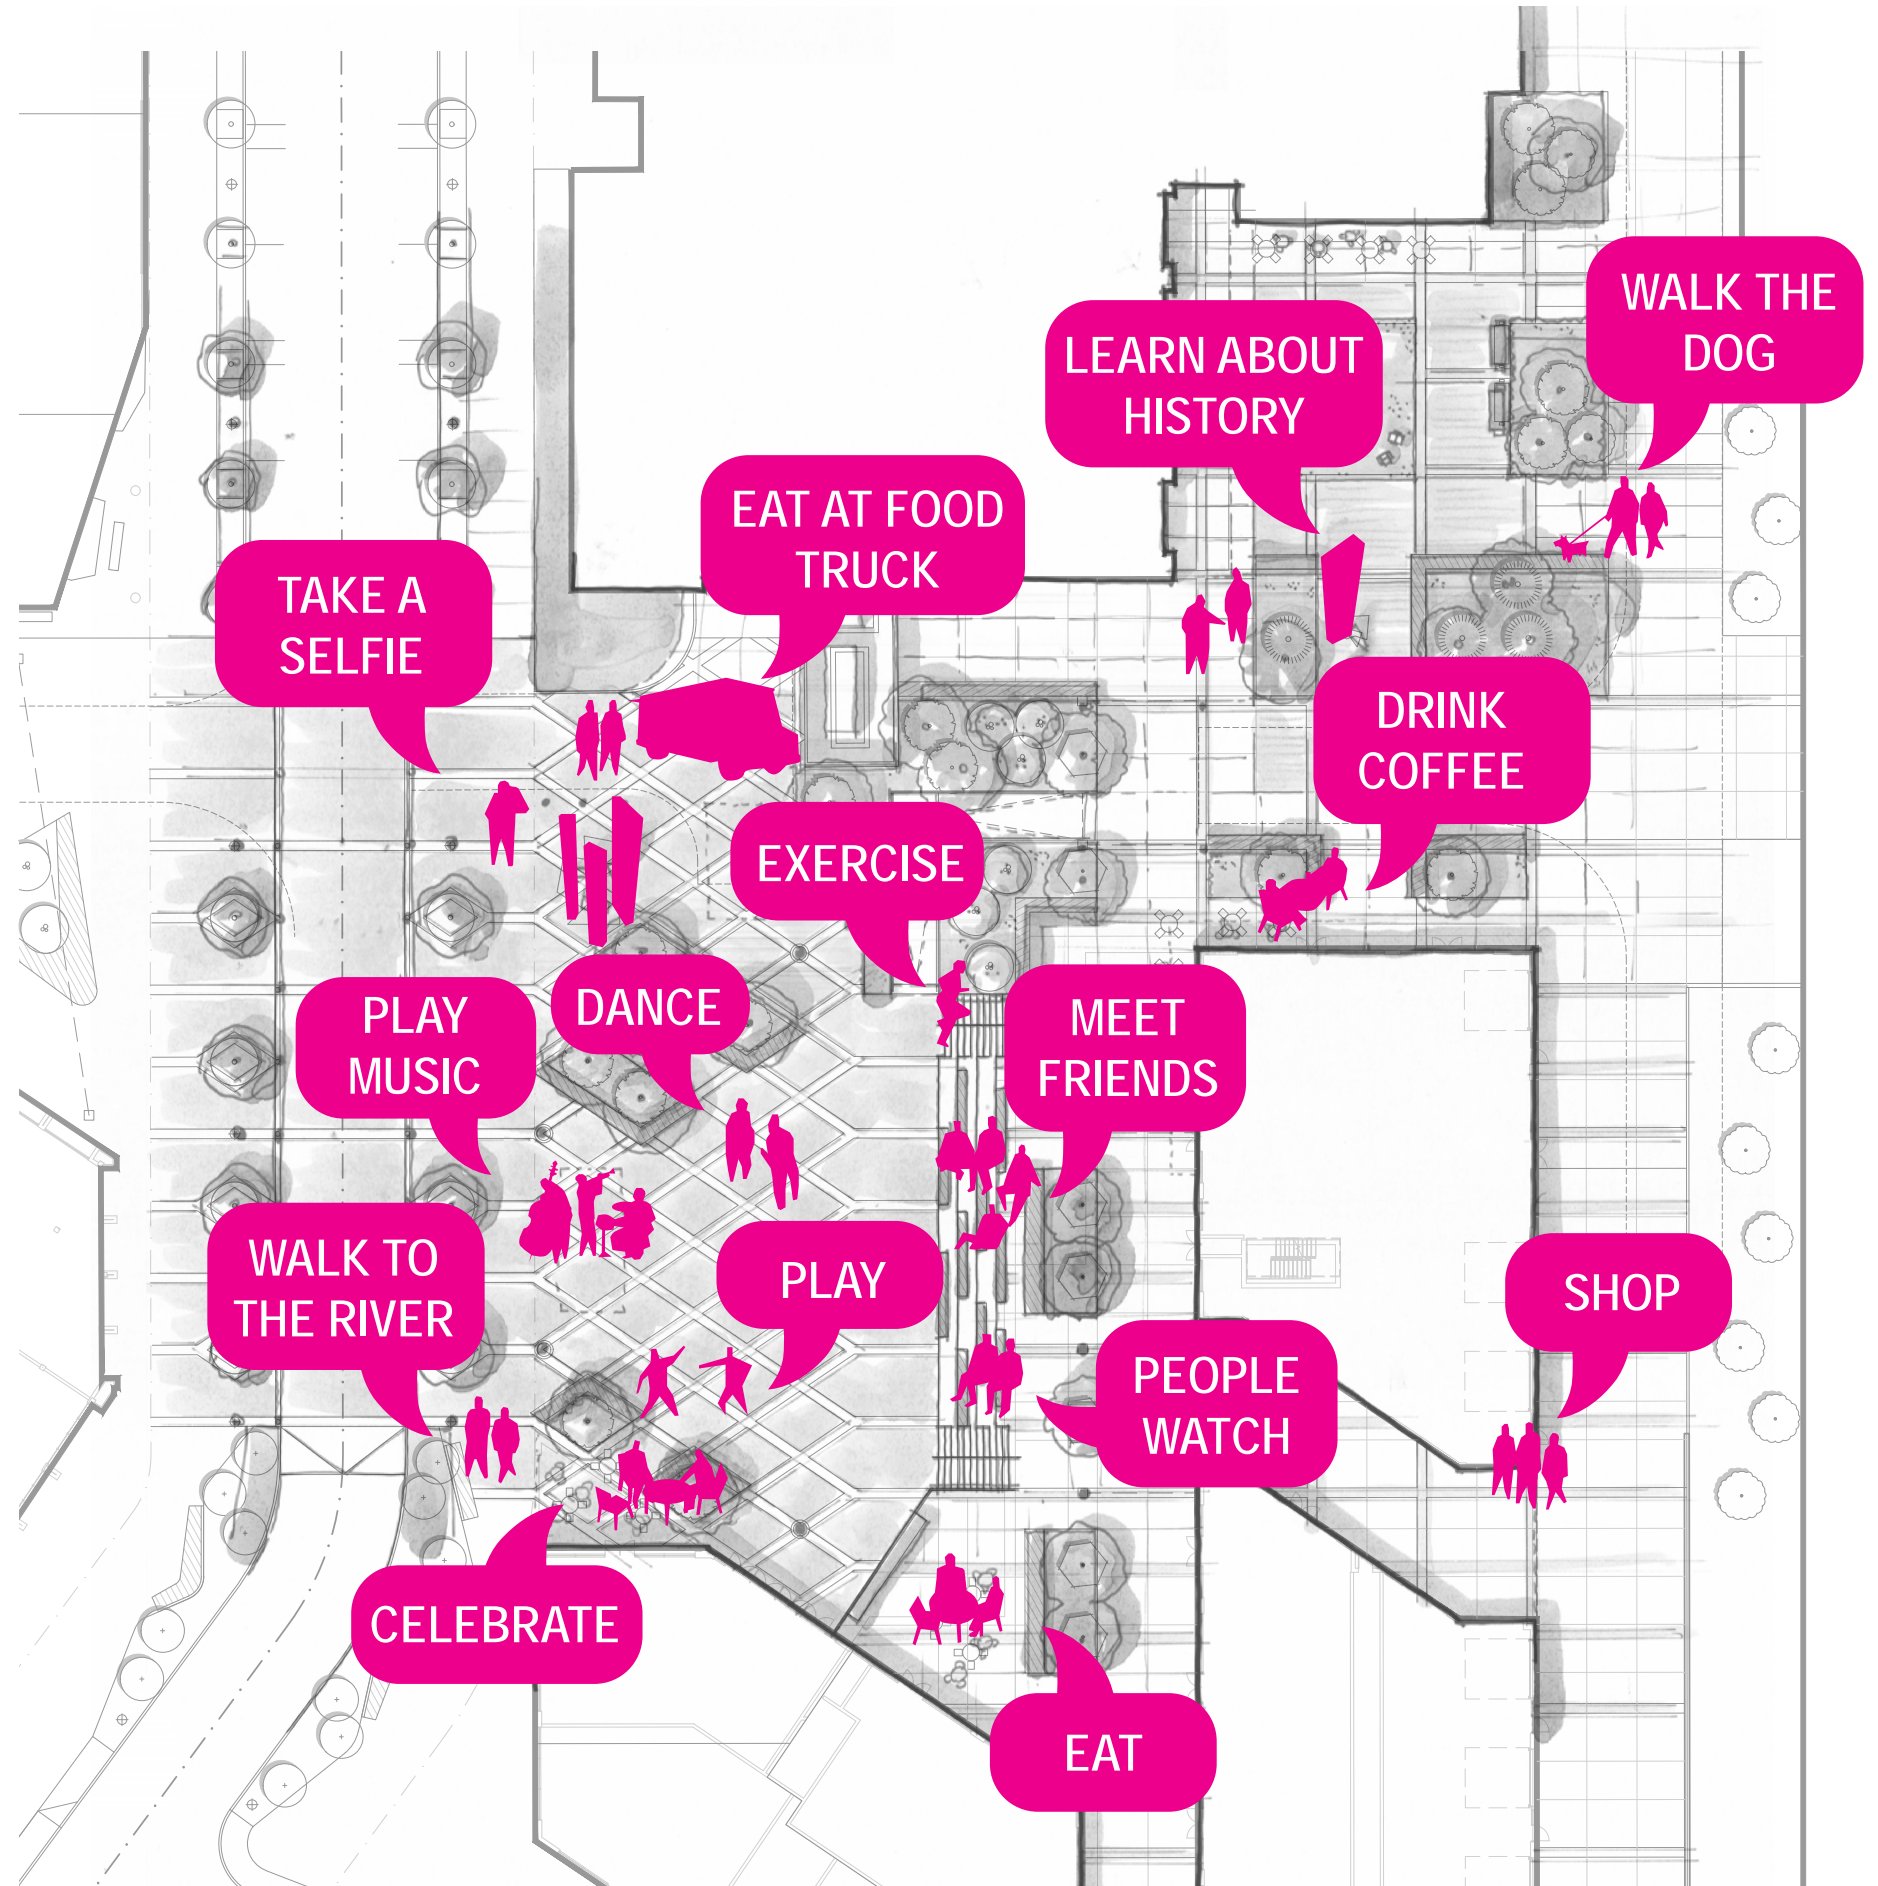 WALK THE
DOG
LEARN ABOUT
HISTORY
EAT AT FOOD
TRUCK
TAKE A
SELFIE
DRINK
COFFEE
EXERCISE
DANCE
PLAY
MUSIC
MEET
FRIENDS
WALK TO
THE RIVER
PLAY
SHOP
PEOPLE
WATCH
CELEBRATE
EAT